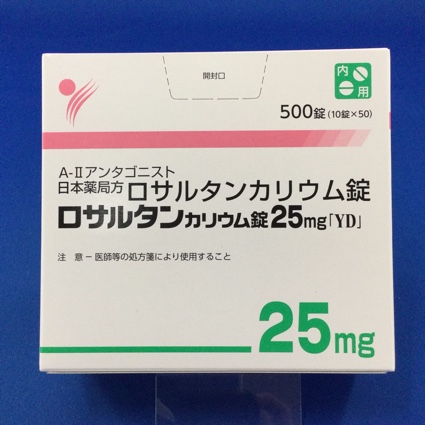 開封口
内用
500錠(10錠×50)
A-Ⅱアンタゴニスト
日本薬局方 ロサルタンカリウム錠
ロサルタンカリウム錠25mg「YD」
注　意－医師等の処方箋により使用すること
25mg